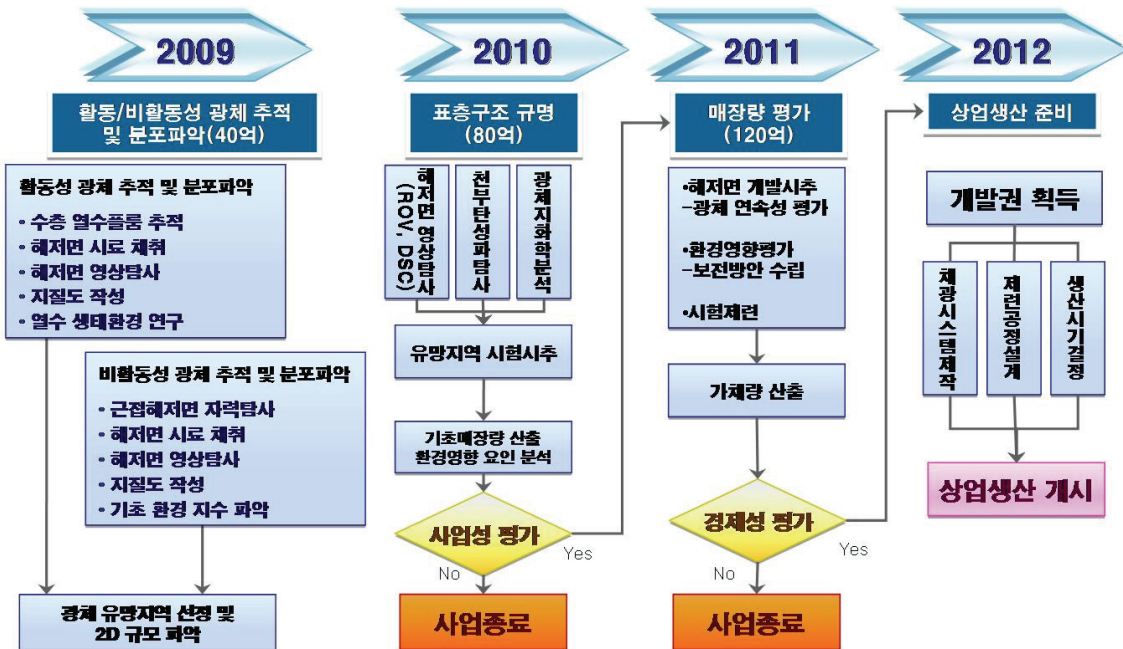 2009
활동/비활동성 광체 추적
및 분포파악(40억)
활동성 광체 추적 및 분포파악
• 수층 열수플룸 추적
• 해저면 시료 채취
• 해저면 영상탐사
• 지질도 작성
• 열수 생태환경 연구
비활동성 광체 추적 및 분포파악
• 근접해저면 자력탐사
• 해저면 시료 채취
• 해저면 영상탐사
• 지질도 작성
• 기초 환경 지수 파악
광체 유망지역 선정 및
2D 규모 파악
2010
표층구조 규명
(80억)
해저면 영상탐사
(ROV, DSC)
천부탄성파탐사
광체지화학분석
유망지역 시험시추
기초매장량 산출
환경영향 요인 분석
사업성 평가
Yes
No
사업종료
2011
매장량 평가
(120억)
•해저면 개발시추
-광체 연속성 평가
•환경영향평가
-보전방안 수립
•시험제련
가채량 산출
경제성 평가
Yes
No
사업종료
2012
상업생산 준비
개발권 획득
채광시스템제작
제련공정설계
생산시기결정
상업생산 개시